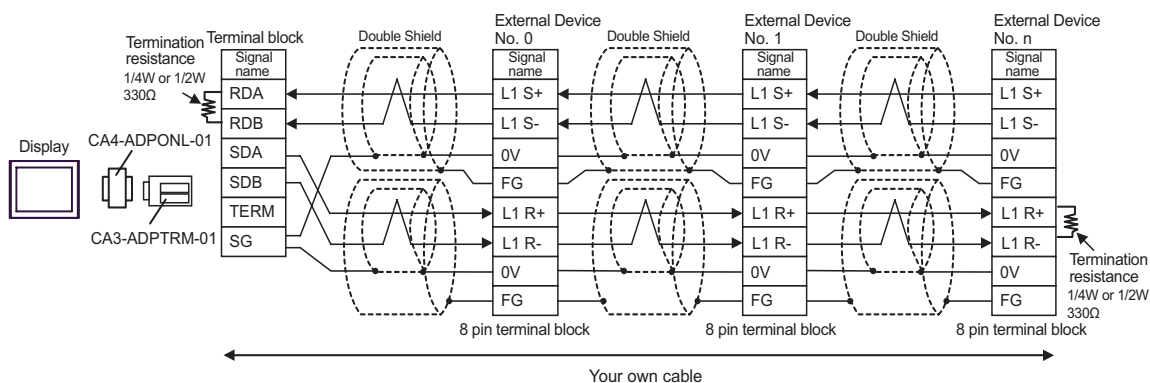 Display
CA4-ADPONL-01
CA3-ADPTRM-01
Termination
resistance
1/4W or 1/2W
330Ω
Terminal block
Signal
name
RDA
RDB
SDA
SDB
TERM
SG
Double Shield
External Device
No. 0
Signal
name
L1 S+
L1 S-
0V
FG
L1 R+
L1 R-
0V
FG
8 pin terminal block
Double Shield
External Device
No. 1
Signal
name
L1 S+
L1 S-
0V
FG
L1 R+
L1 R-
0V
FG
8 pin terminal block
Double Shield
External Device
No. n
Signal
name
L1 S+
L1 S-
0V
FG
L1 R+
L1 R-
0V
FG
8 pin terminal block
Termination
resistance
1/4W or 1/2W
330Ω
Your own cable